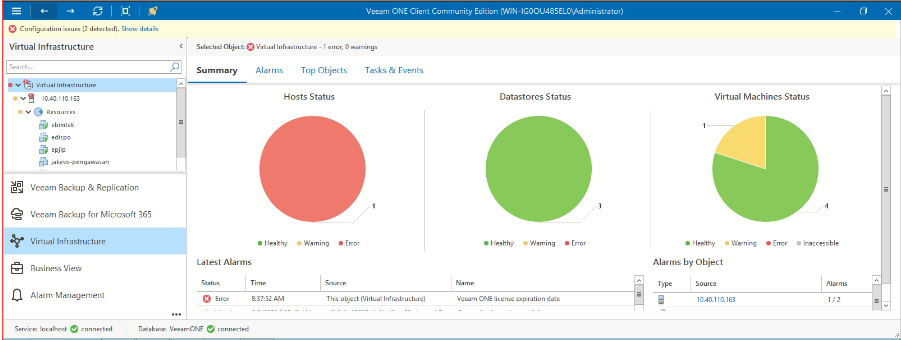 Veeam ONE Client Community Edition (WIN-IG0OU485EL0\Administrator)
Configuration issues (2 detected). Show details
Virtual Infrastructure
Search...
Virtual Infrastructure
10.40.110.163
Resources
ebimtek
edispo
epjlp
jakevo-pengawasan
Veeam Backup & Replication
Veeam Backup for Microsoft 365
Virtual Infrastructure
Business View
Alarm Management
Selected Object: Virtual Infrastructure - 1 error, 0 warnings
Summary Alarms Top Objects Tasks & Events
Hosts Status Datastores Status Virtual Machines Status
1
1 3 4
Healthy Warning Error Healthy Warning Error Healthy Warning Error Inaccessible
Latest Alarms Alarms by Object
Status Time Source Name Type Source Alarms
Error 8:37:52 AM This object (Virtual Infrastructure) Veeam ONE license expiration date 10.40.110.163 1 / 2
Service: localhost connected Database: VeeamONE connected